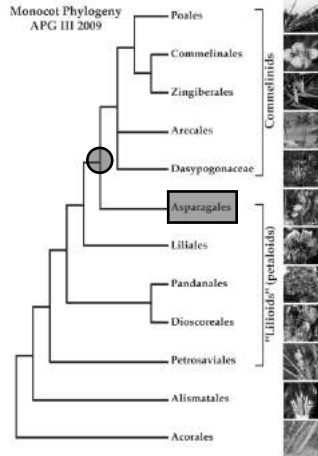 Monocot Phylogeny
APG III 2009
Poales
Commelinales
Zingiberales
Arecales
Dasypogonaceae
Asparagales
Liliales
Pandanales
Dioscoreales
Petrosaviales
Alismatales
Acorales
Commelinids
"Lilioids" (petaloids)